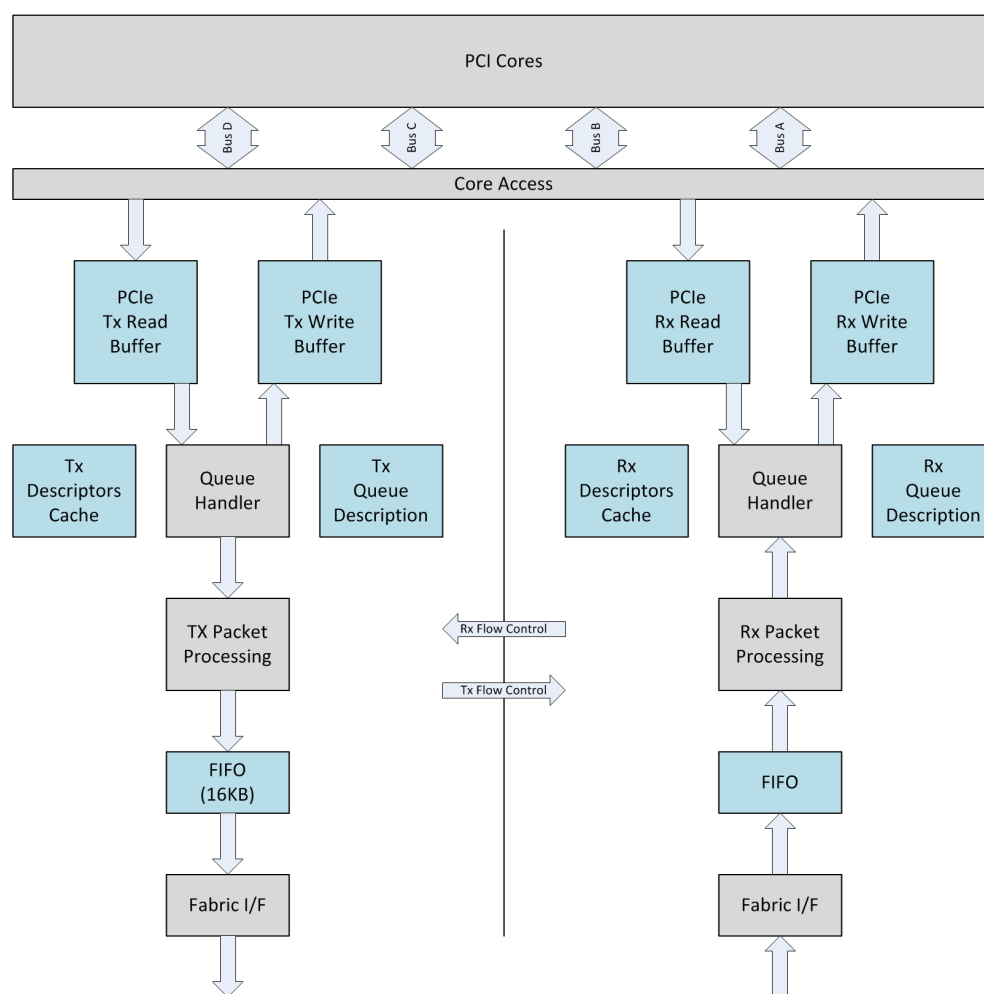 PCI Cores
Bus D
Bus C
Bus B
Bus A
Core Access
PCIe
Tx Read
Buffer
PCIe
Tx Write
Buffer
PCIe
Rx Read
Buffer
PCIe
Rx Write
Buffer
Tx
Descriptors
Cache
Queue
Handler
Tx
Queue
Description
Rx
Descriptors
Cache
Queue
Handler
Rx
Queue
Description
TX Packet
Processing
Rx Flow Control
Tx Flow Control
Rx Packet
Processing
FIFO
(16KB)
FIFO
Fabric I/F
Fabric I/F